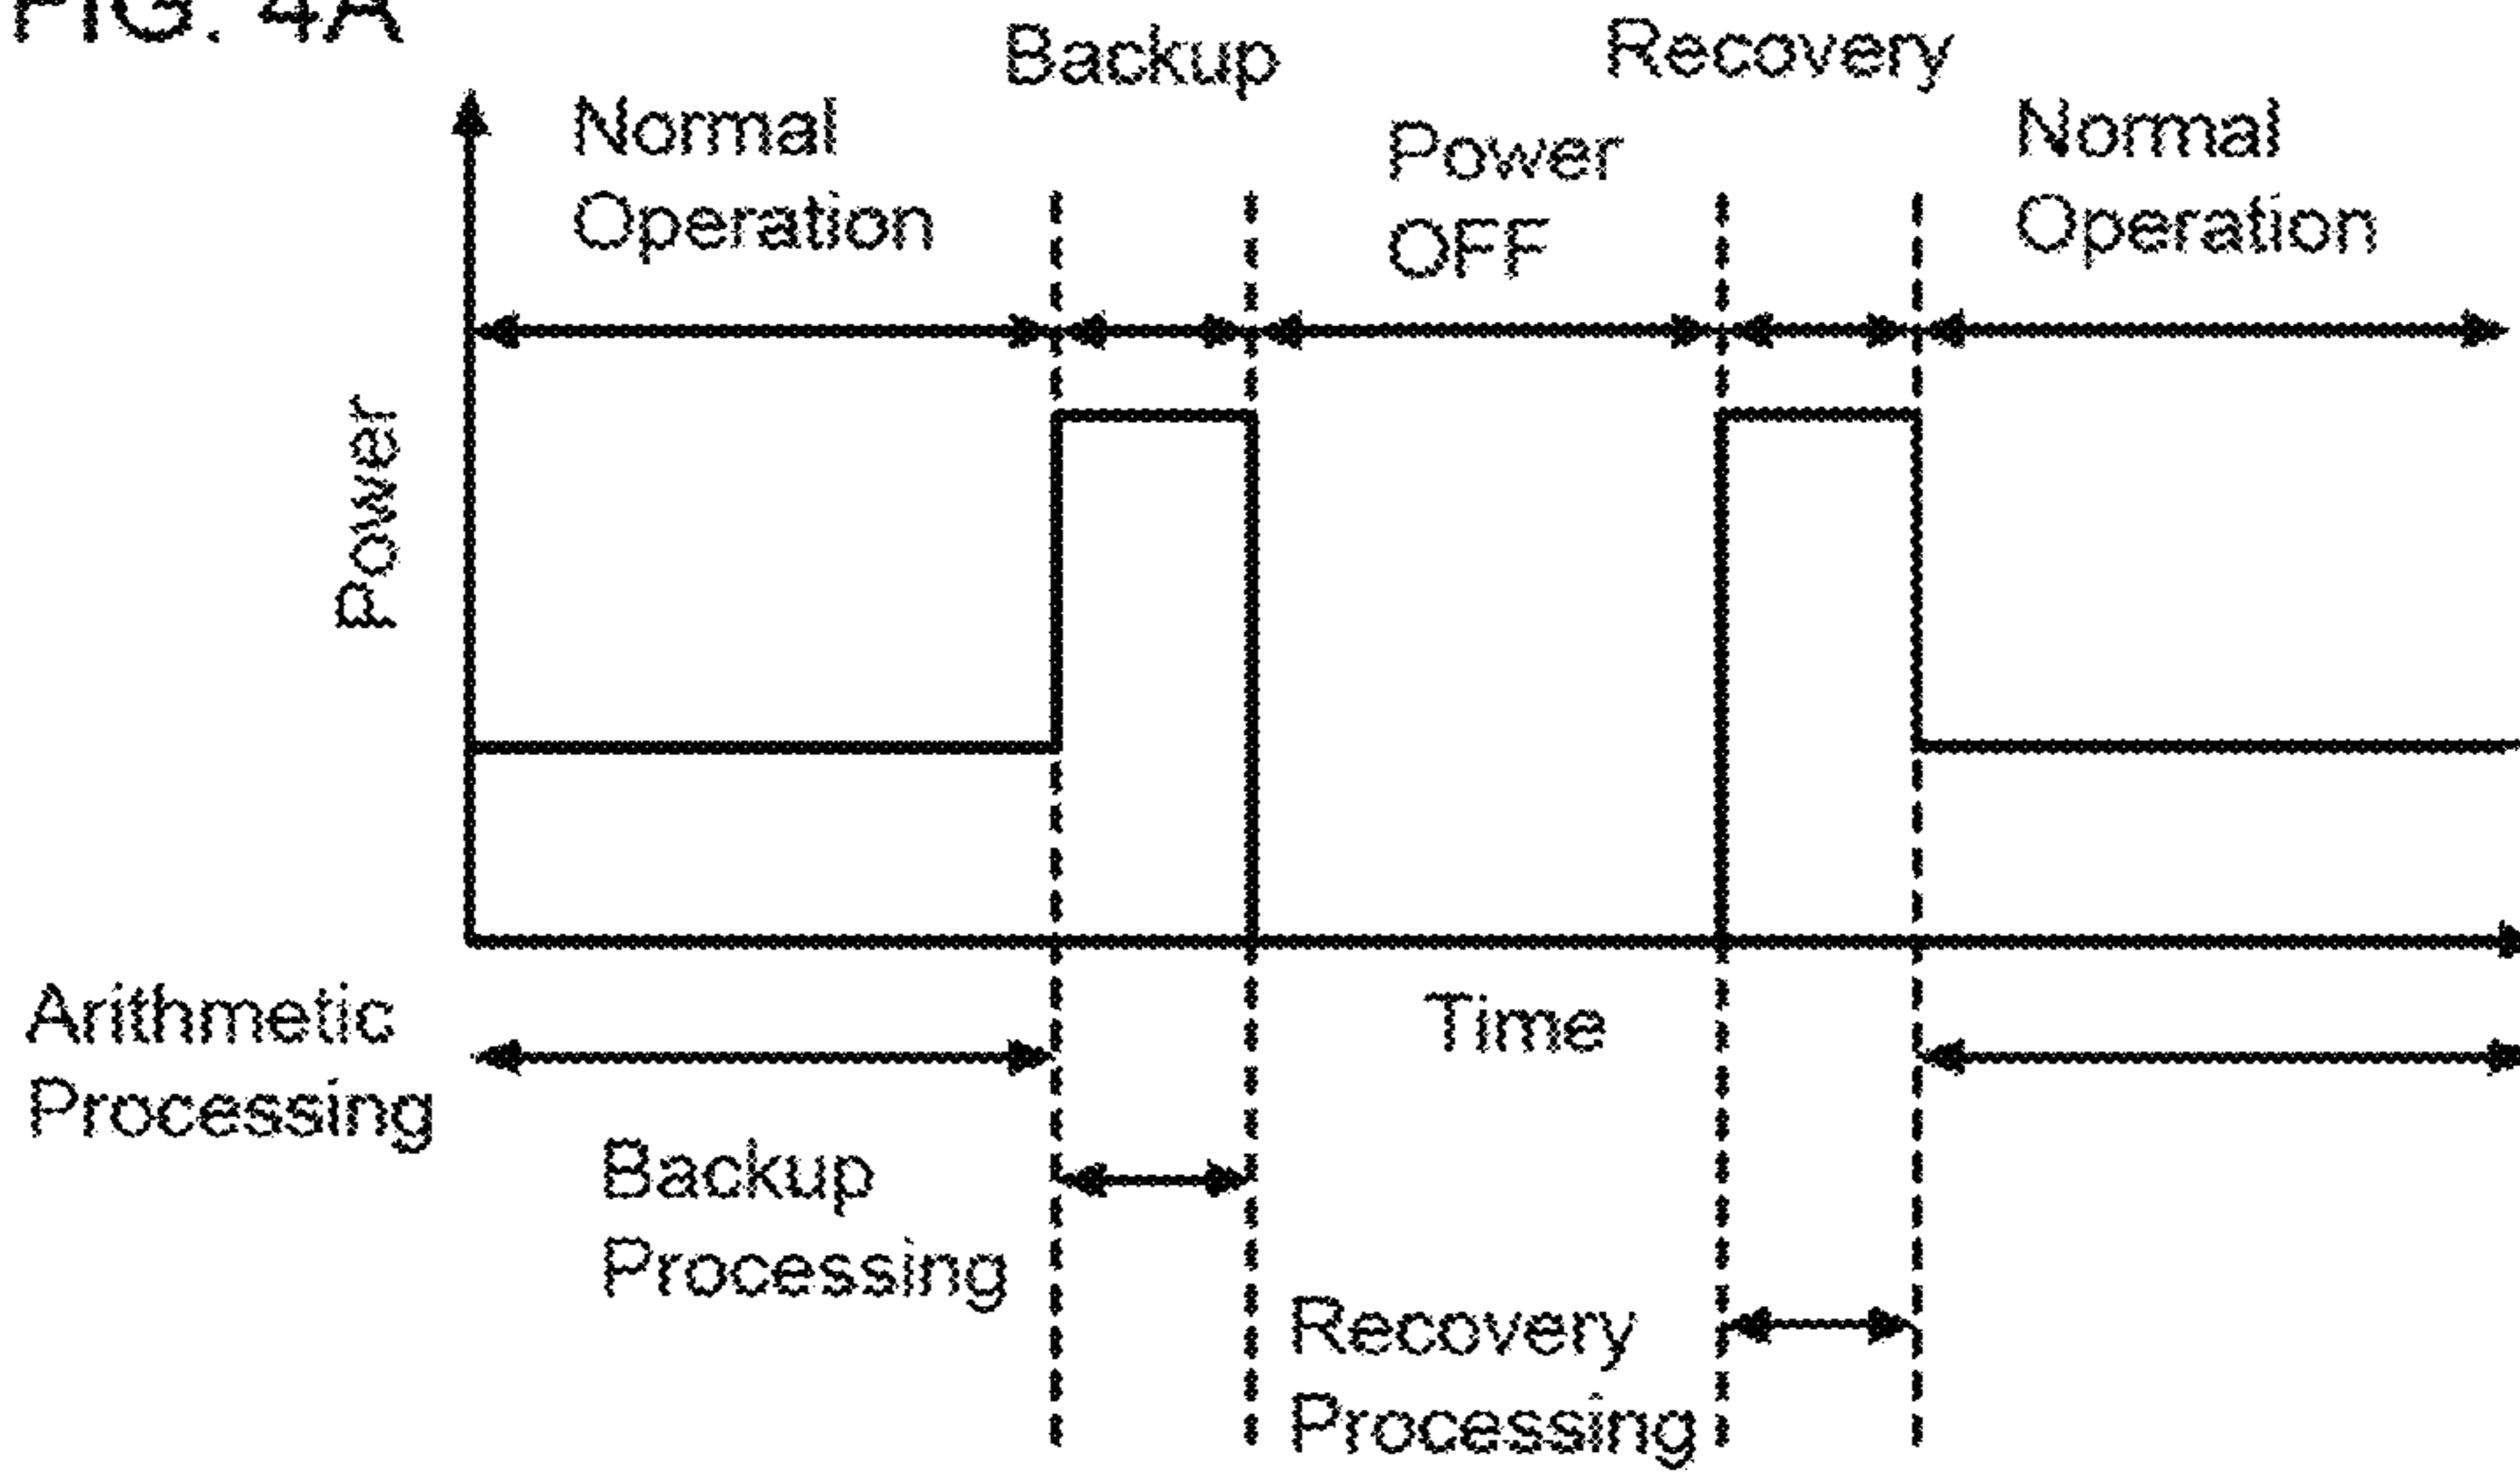 FIG. 4A
Backup
Recovery
Normal
Operation
Power
OFF
Normal
Operation
Power
Time
Arithmetic
Processing
Backup
Processing
Recovery
Processing